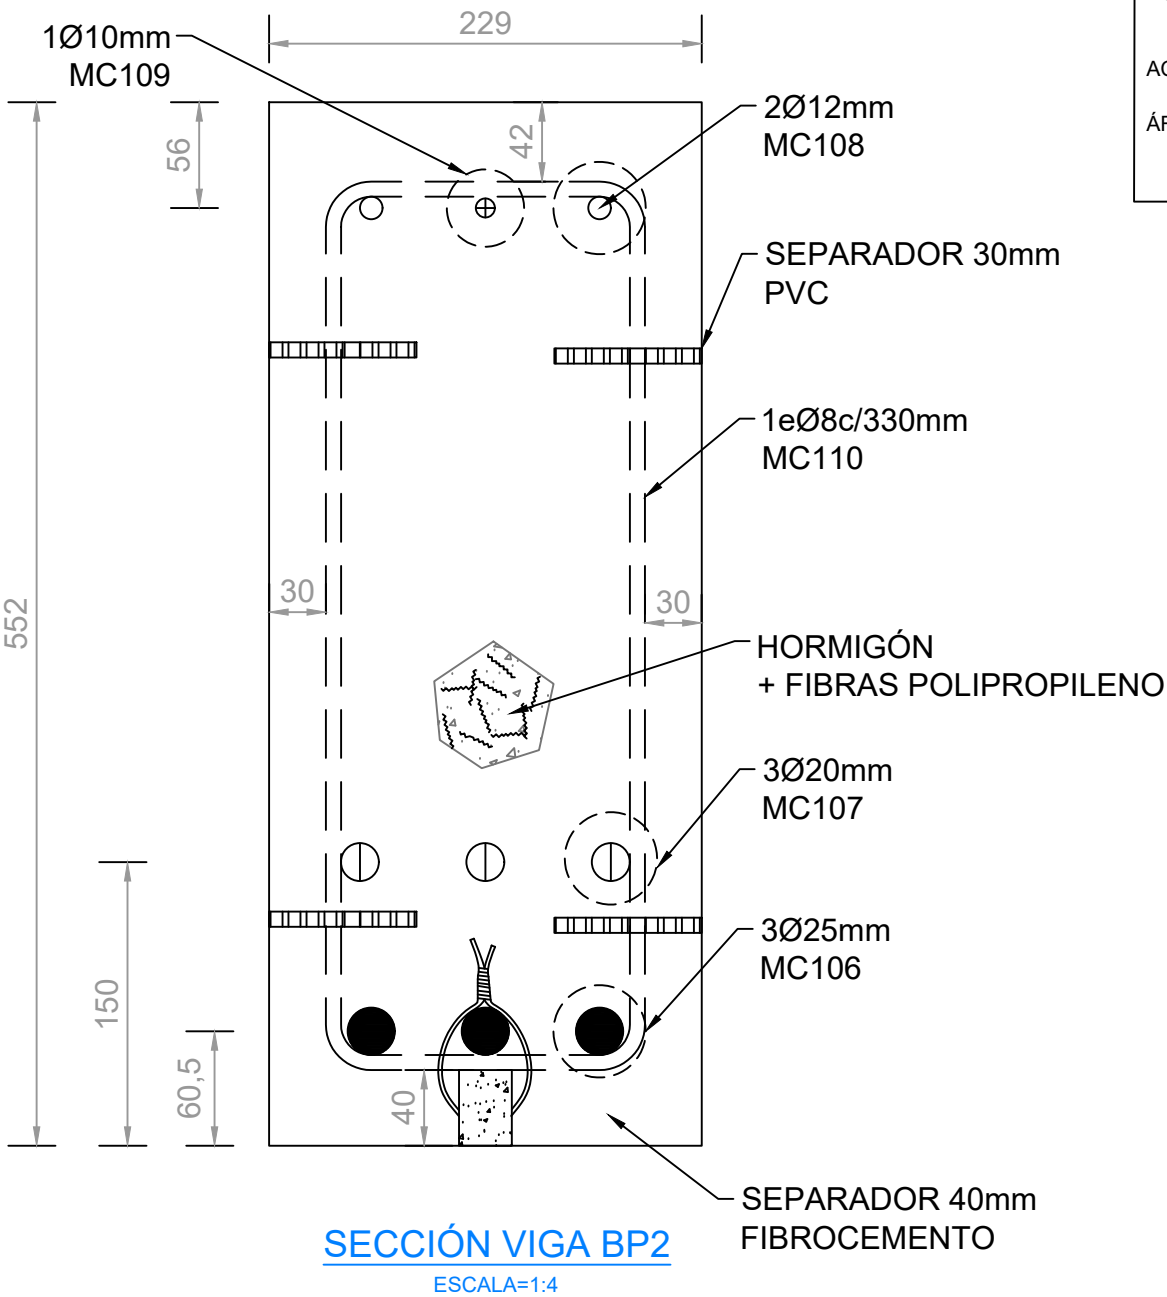 229
1Ø10mm
MC109
56
42
2Ø12mm
MC108
SEPARADOR 30mm
PVC
1eØ8c/330mm
MC110
552
30
30
HORMIGÓN
+ FIBRAS POLIPROPILENO
3Ø20mm
MC107
3Ø25mm
MC106
150
60,5
40
SEPARADOR 40mm
FIBROCEMENTO
SECCIÓN VIGA BP2
ESCALA=1:4